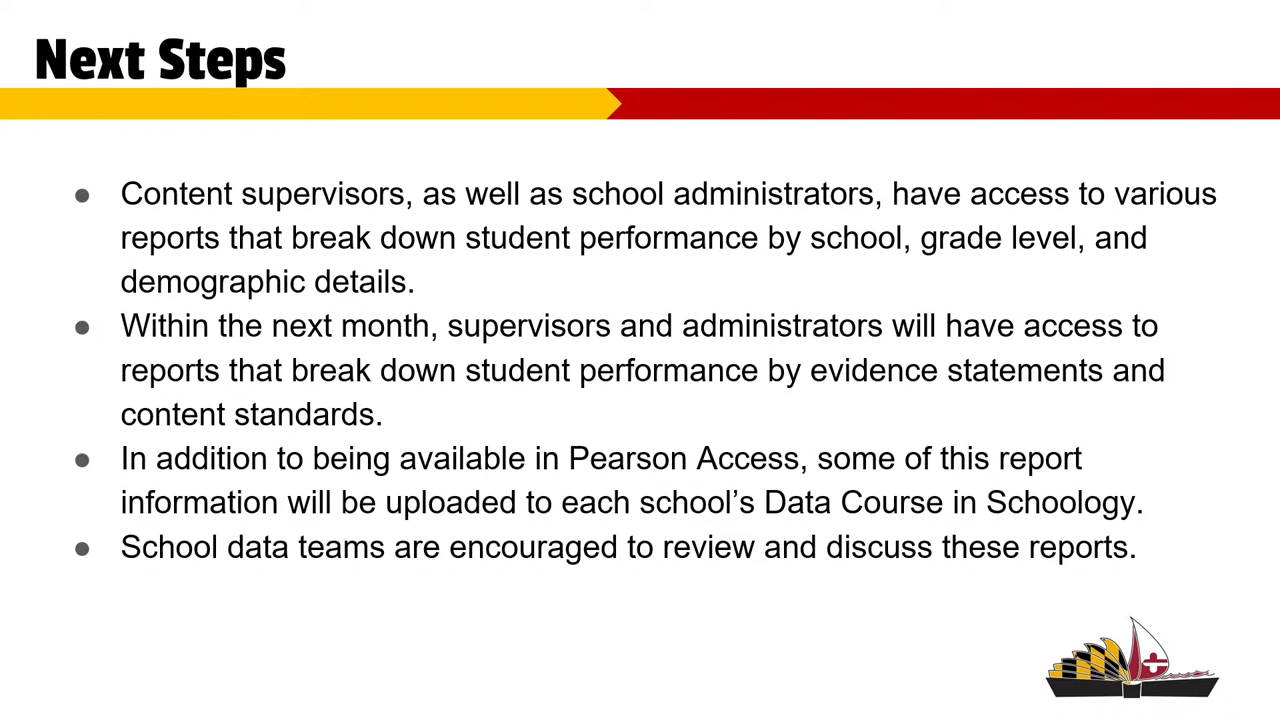 Next Steps
● Content supervisors, as well as school administrators, have access to various
reports that break down student performance by school, grade level, and
demographic details.
● Within the next month, supervisors and administrators will have access to
reports that break down student performance by evidence statements and
content standards.
● In addition to being available in Pearson Access, some of this report
information will be uploaded to each school’s Data Course in Schoology.
● School data teams are encouraged to review and discuss these reports.